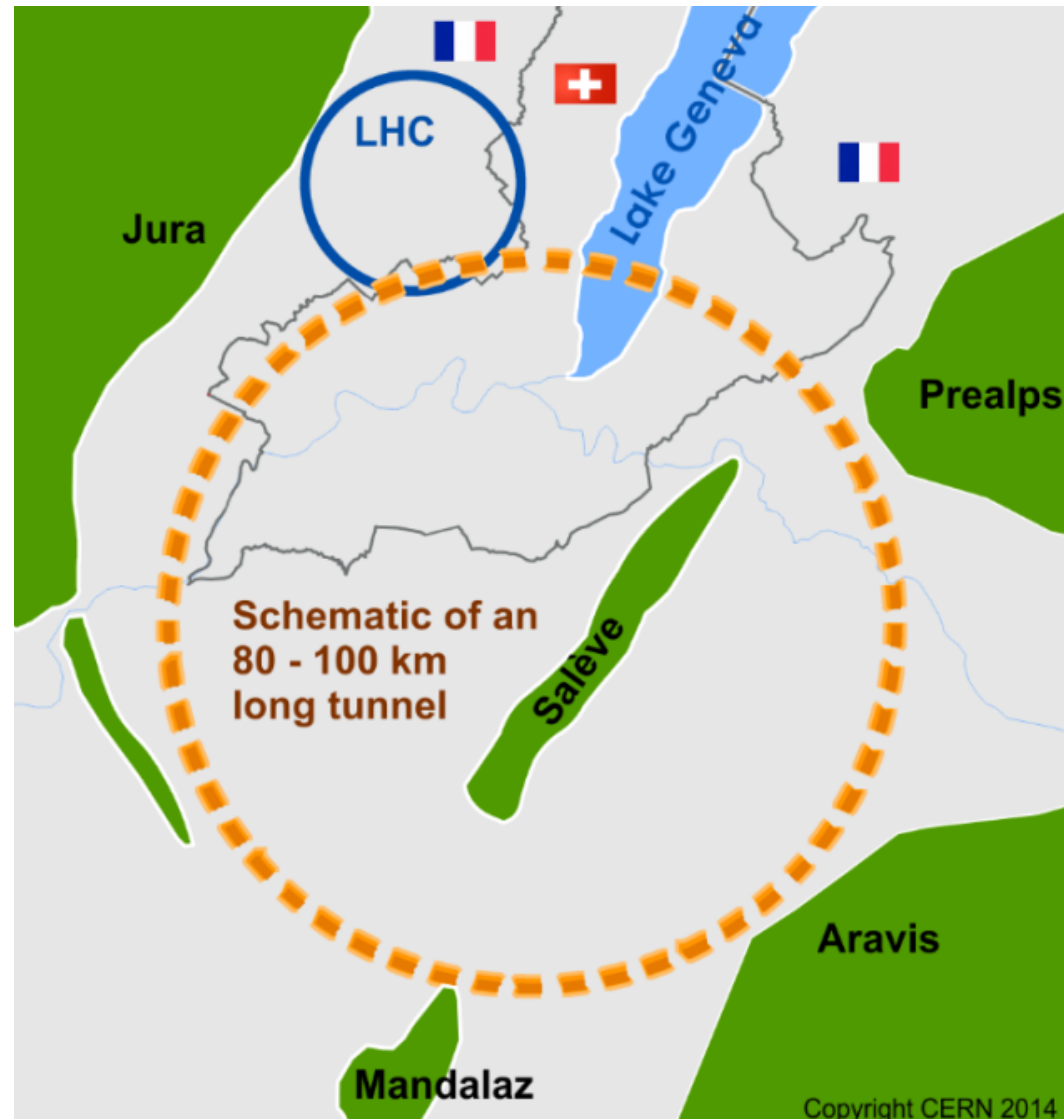 LHC
Lake Geneva
Jura
Prealps
Schematic of an
80 - 100 km
long tunnel
Salève
Aravis
Mandalaz
Copyright CERN 2014